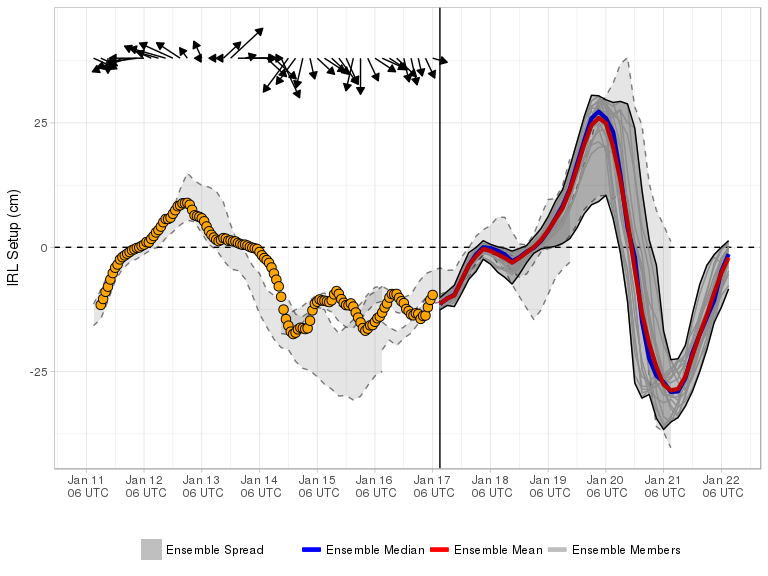 IRL Setup (cm)
25
0
-25
Jan 11 Jan 12 Jan 13 Jan 14 Jan 15 Jan 16 Jan 17 Jan 18 Jan 19 Jan 20 Jan 21 Jan 22
06 UTC 06 UTC 06 UTC 06 UTC 06 UTC 06 UTC 06 UTC 06 UTC 06 UTC 06 UTC 06 UTC 06 UTC
Ensemble Spread Ensemble Median Ensemble Mean Ensemble Members